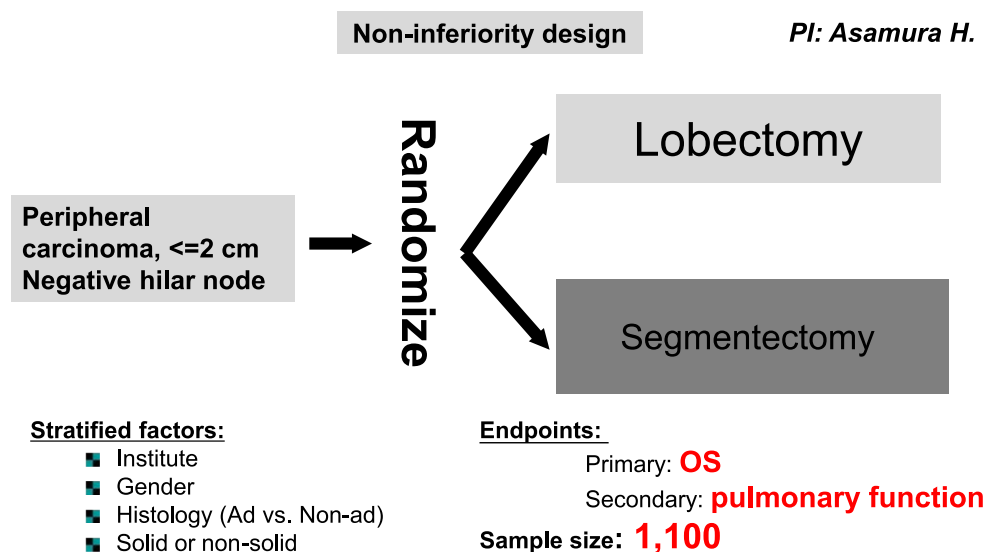 Non-inferiority design
PI: Asamura H.
Peripheral
carcinoma, <=2 cm
Negative hilar node
Randomize
Lobectomy
Segmentectomy
Stratified factors:
Institute
Gender
Histology (Ad vs. Non-ad)
Solid or non-solid
Endpoints:
Primary: OS
Secondary: pulmonary function
Sample size: 1,100